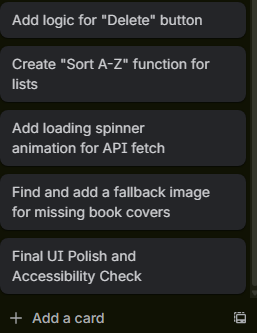 Add logic for "Delete" button
Create "Sort A-Z" function for
lists
Add loading spinner
animation for API fetch
Find and add a fallback image
for missing book covers
Final UI Polish and
Accessibility Check
Add a card